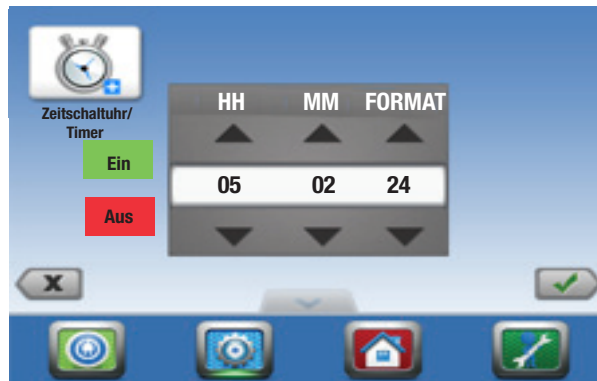 Zeitschaltuhr/
Timer
Ein
Aus
HH MM FORMAT
05 02 24
X